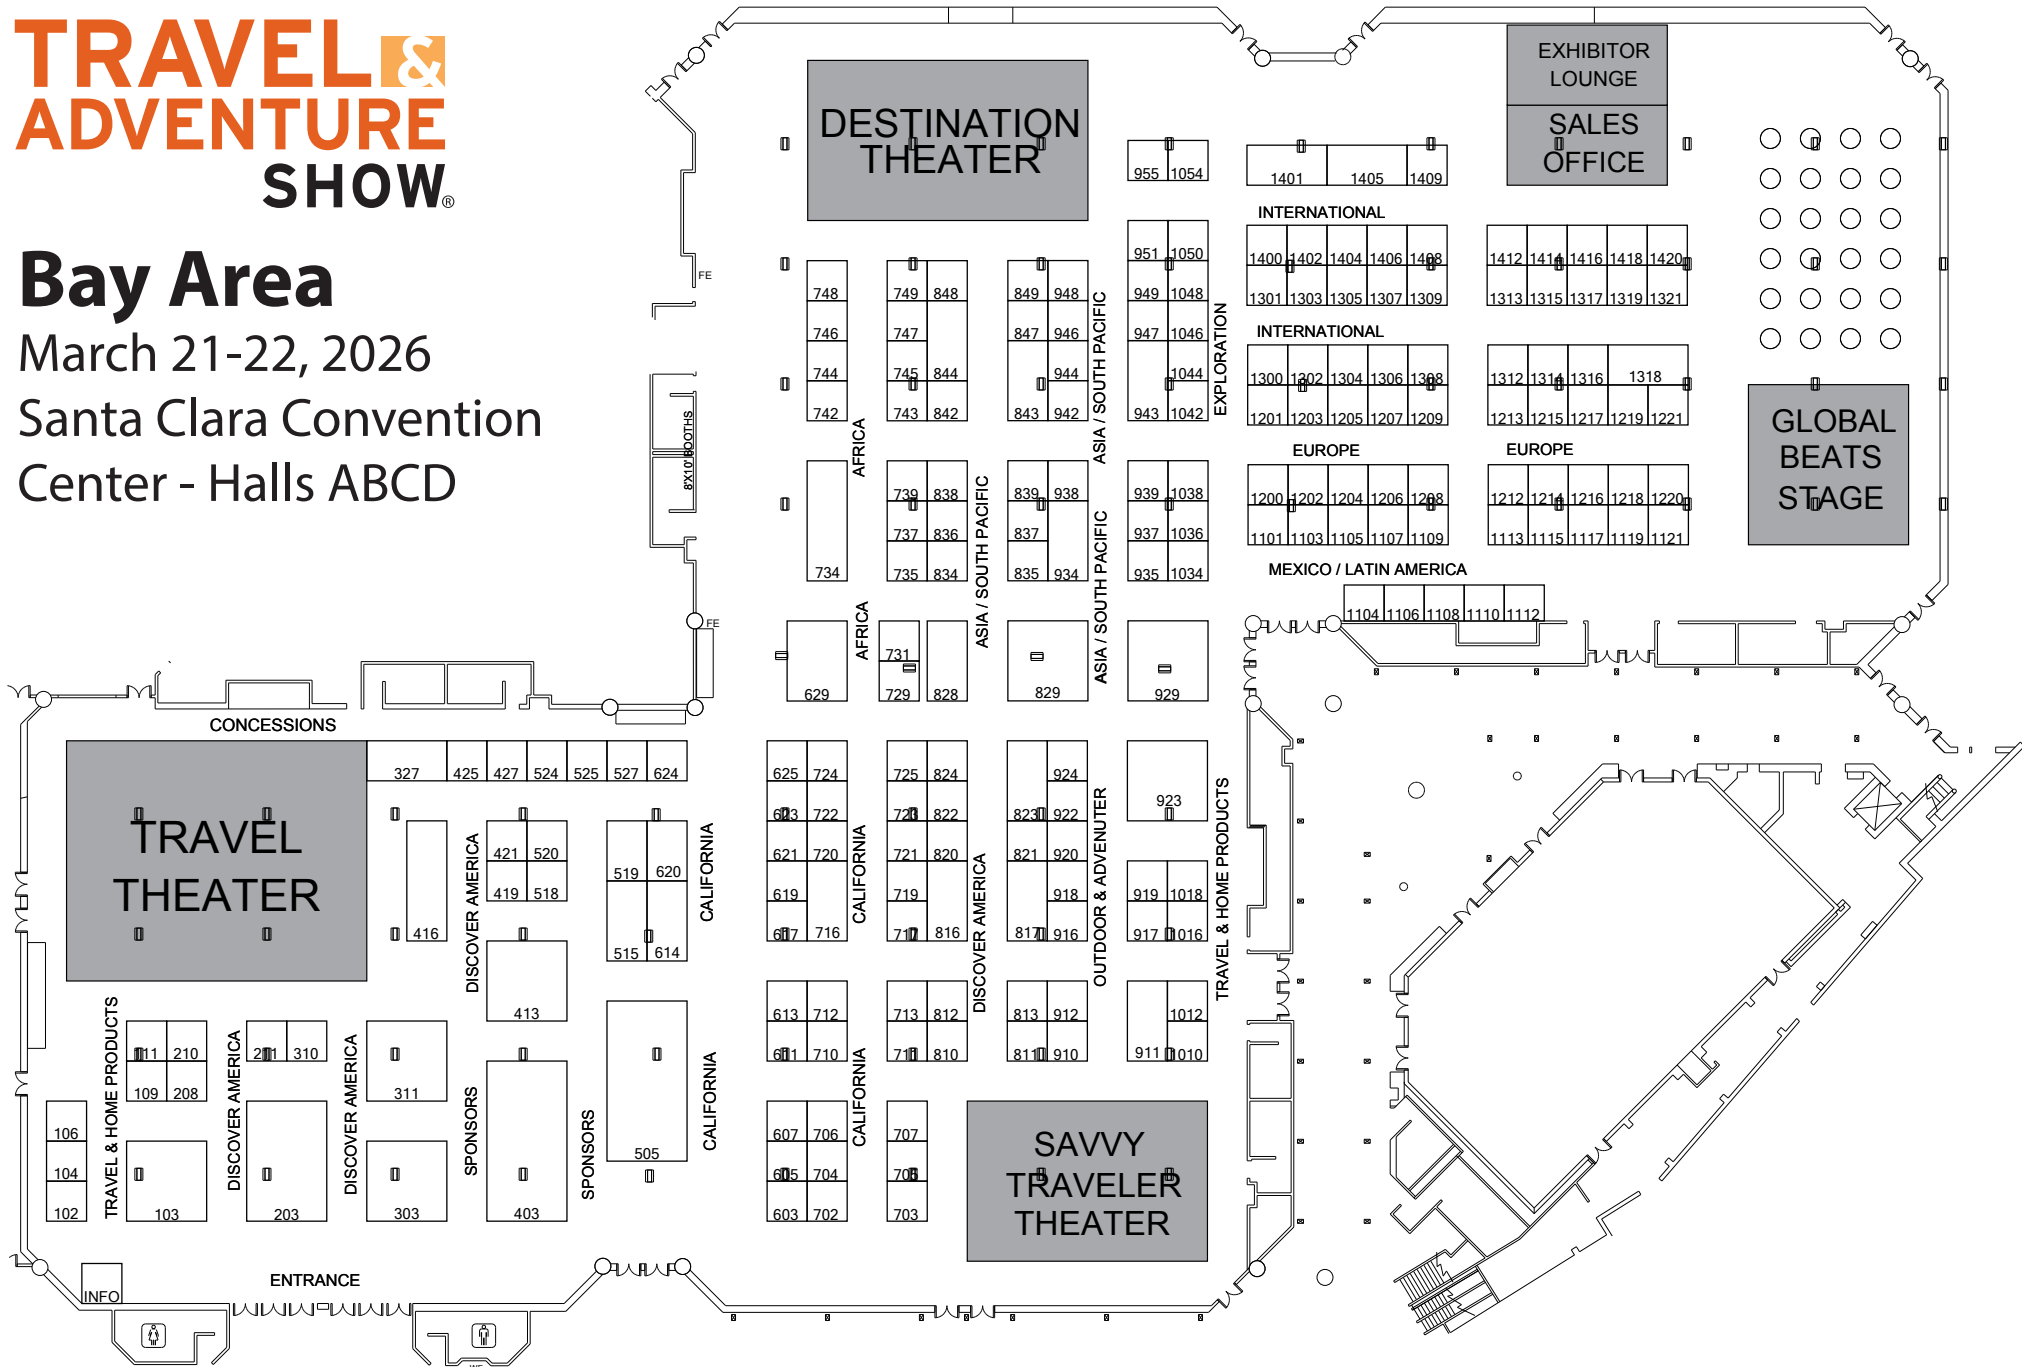 TRAVEL &
ADVENTURE
SHOW®
Bay Area
March 21-22, 2026
Santa Clara Convention
Center - Halls ABCD
DESTINATION
THEATER
EXHIBITOR
LOUNGE
SALES
OFFICE
955 1054
1401 1405 1409
INTERNATIONAL
951 1050
1400 1402 1404 1406 1408
1412 1414 1416 1418 1420
FE
748 749 848 849 948 949 1048
1301 1303 1305 1307 1309
1313 1315 1317 1319 1321
746 747 847 946 947 1046
INTERNATIONAL
ASIA / SOUTH PACIFIC
EXPLORATION
744 745 844 944 1044
1300 1302 1304 1306 1308
1312 1314 1316 1318
742 743 842 843 942 943 1042
1201 1203 1205 1207 1209
1213 1215 1217 1219 1221
GLOBAL
BEATS
STAGE
8'X10' BOOTHS
AFRICA
EUROPE
EUROPE
739 838 839 938 939 1038
1200 1202 1204 1206 1208
1212 1214 1216 1218 1220
737 836 837 937 1036
1101 1103 1105 1107 1109
1113 1115 1117 1119 1121
ASIA / SOUTH PACIFIC
ASIA / SOUTH PACIFIC
734 735 834 835 934 935 1034
MEXICO / LATIN AMERICA
1104 1106 1108 1110 1112
FE
AFRICA
731
629 729 828 829 929
CONCESSIONS
327 425 427 524 525 527 624
625 724 725 824 924
923
TRAVEL
THEATER
623 722 723 822 823 922
421 520
519 620
621 720 721 820 821 920
419 518
619 719 918 919 1018
416
515 614
617 716 717 816 817 916 917 1016
DISCOVER AMERICA
CALIFORNIA
CALIFORNIA
DISCOVER AMERICA
OUTDOOR & ADVENUTER
TRAVEL & HOME PRODUCTS
413
613 712 713 812 813 912 1012
111 210 211 310
611 710 711 810 811 910 911 1010
109 208 311
TRAVEL & HOME PRODUCTS
DISCOVER AMERICA
DISCOVER AMERICA
SPONSORS
SPONSORS
CALIFORNIA
CALIFORNIA
106
607 706 707
505
104
605 704 705
102 103 203 303 403
603 702 703
SAVVY
TRAVELER
THEATER
ENTRANCE
INFO